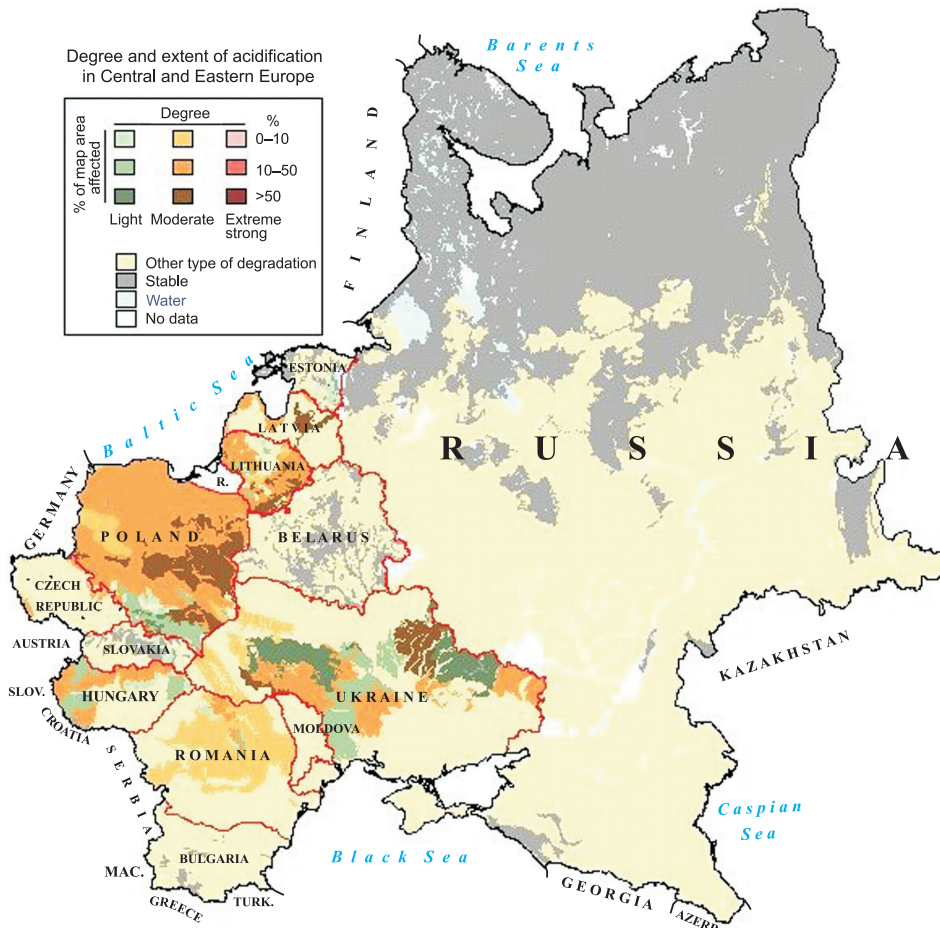 Degree and extent of acidification
in Central and Eastern Europe
Degree
%
% of map area
affected
0–10
10–50
>50
Light
Moderate
Extreme
strong
Other type of degradation
Stable
Water
No data
Barents
Sea
FINLAND
Baltic Sea
ESTONIA
LATVIA
LITHUANIA
R.
RUSSIA
GERMANY
POLAND
BELARUS
CZECH
REPUBLIC
AUSTRIA
SLOVAKIA
SLOV.
HUNGARY
CROATIA
UKRAINE
MOLDOVA
ROMANIA
SERBIA
KAZAKHSTAN
Caspian
Sea
Black Sea
BULGARIA
MAC.
GREECE
TURK.
GEORGIA
AZERB